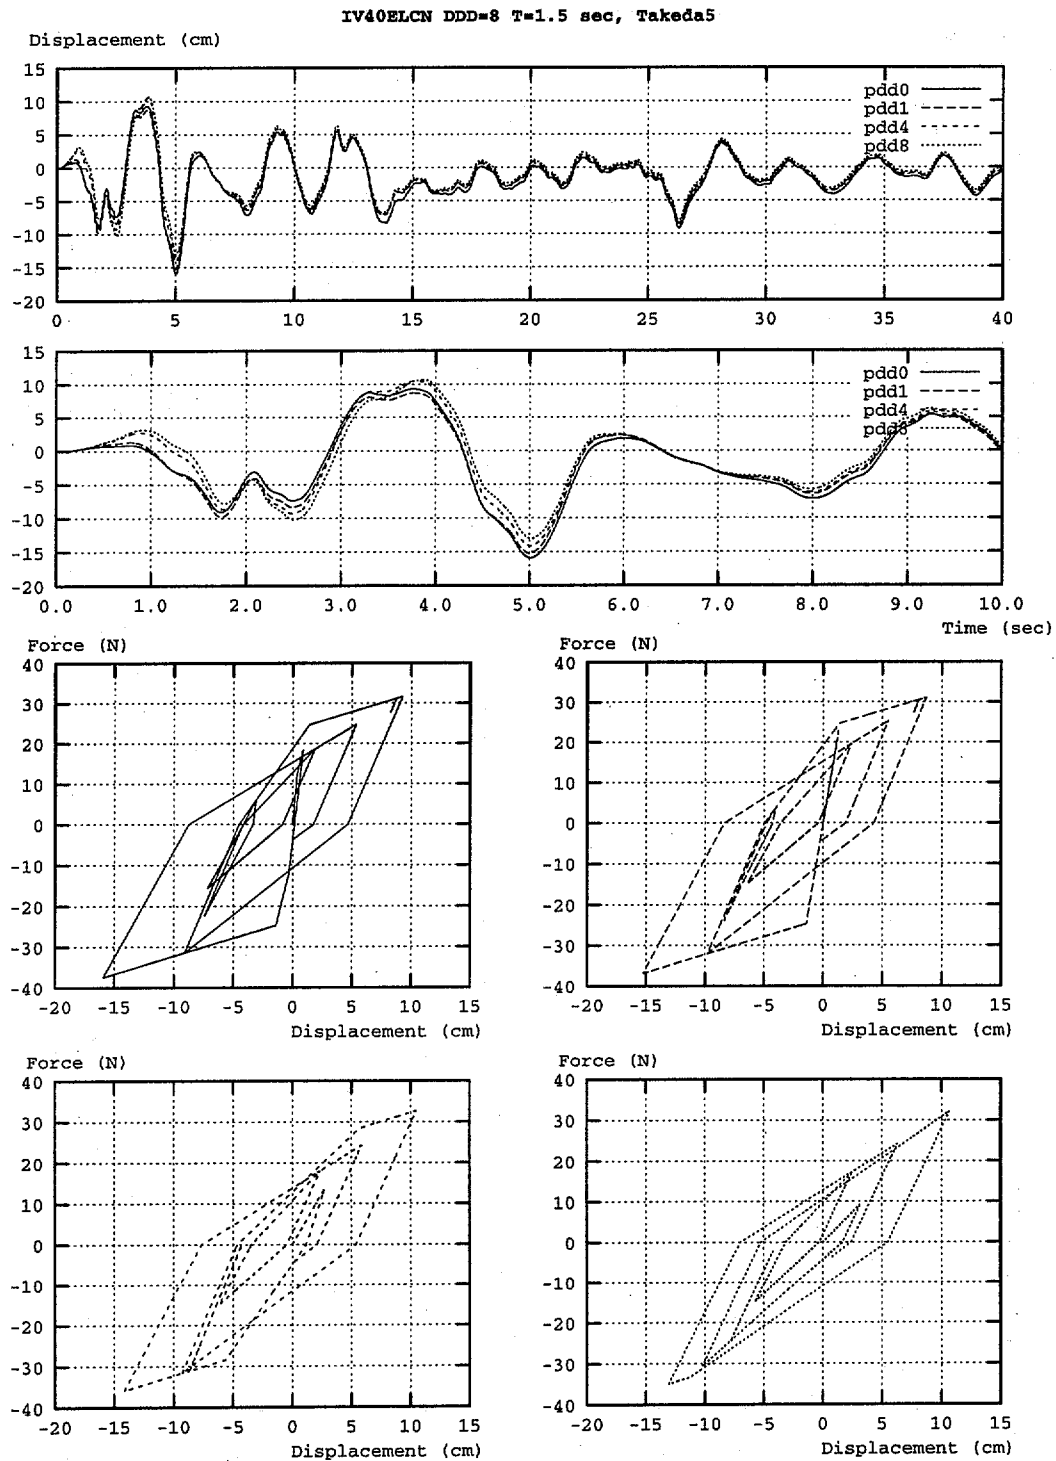 IV40ELCN DDD=8 T=1.5 sec, Takeda5
Displacement (cm)
15
10
5
0
-5
-10
-15
-20
pdd0
pdd1
pdd4
pdd8
0 5 10 15 20 25 30 35 40
15
10
5
0
-5
-10
-15
-20
pdd0
pdd1
pdd4
pdd8
0.0 1.0 2.0 3.0 4.0 5.0 6.0 7.0 8.0 9.0 10.0
Time (sec)
Force (N)
40
30
20
10
0
-10
-20
-30
-40
-20 -15 -10 -5 0 5 10 15
Displacement (cm)
Force (N)
40
30
20
10
0
-10
-20
-30
-40
-20 -15 -10 -5 0 5 10 15
Displacement (cm)
Force (N)
40
30
20
10
0
-10
-20
-30
-40
-20 -15 -10 -5 0 5 10 15
Displacement (cm)
Force (N)
40
30
20
10
0
-10
-20
-30
-40
-20 -15 -10 -5 0 5 10 15
Displacement (cm)